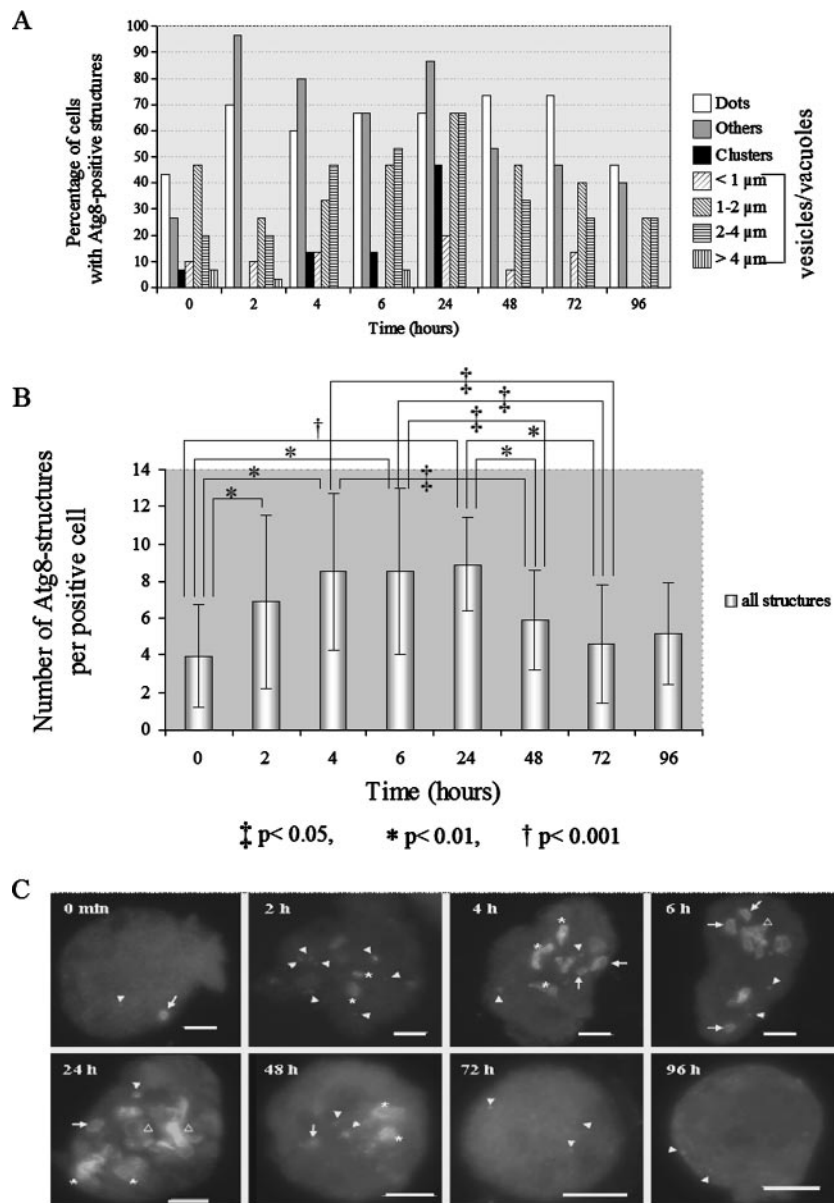 A
Percentage of cells
with Atg8-positive structures
100
90
80
70
60
50
40
30
20
10
0
0 2 4 6 24 48 72 96
Time (hours)
Dots
Others
Clusters
< 1 µm
1-2 µm
2-4 µm
> 4 µm
vesicles/vacuoles
B
Number of Atg8-structures
per positive cell
14
12
10
8
6
4
2
0
‡
‡
‡
†
*
*
*
*
‡
*
0 2 4 6 24 48 72 96
Time (hours)
all structures
‡ p< 0.05, * p< 0.01, † p< 0.001
C
0 min 2 h 4 h 6 h
24 h 48 h 72 h 96 h